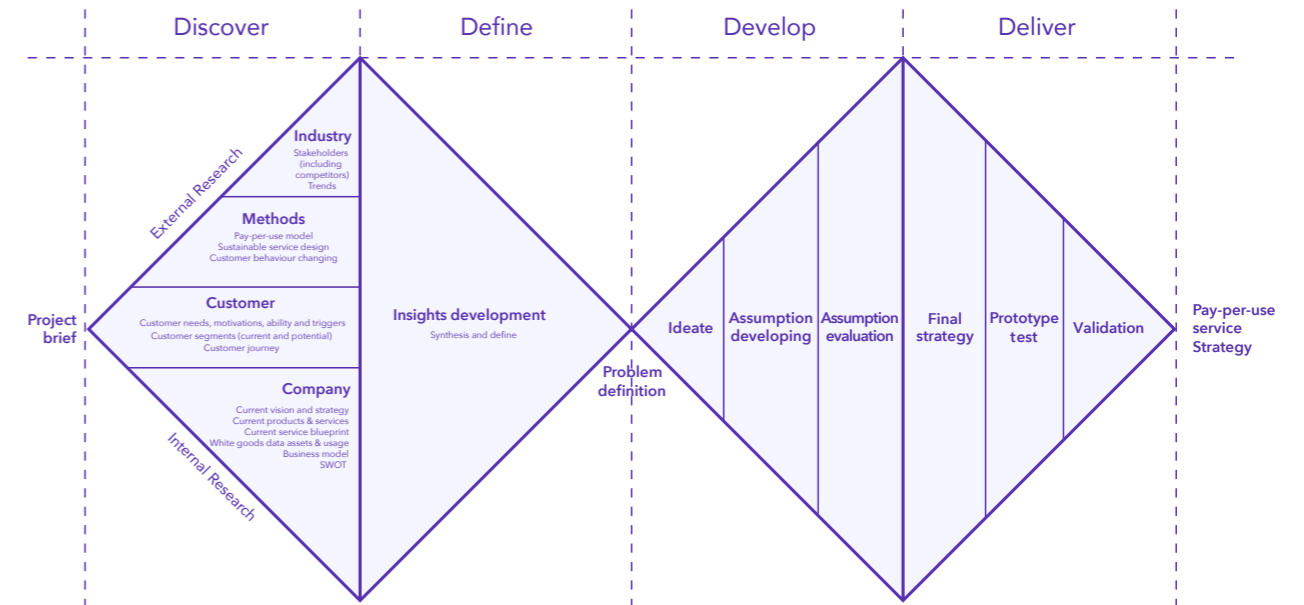 Discover
Define
Develop
Deliver
External Research
Industry
Stakeholders
(including
competitors)
Trends
Methods
Pay-per-use model
Sustainable service design
Customer behaviour changing
Project
brief
Customer
Customer needs, motivations, ability and triggers
Customer segments (current and potential)
Customer journey
Company
Current vision and strategy
Current products & services
Current service blueprint
White goods data assets & usage
Business model
SWOT
Internal Research
Insights development
Synthesis and define
Problem
definition
Ideate
Assumption
developing
Assumption
evaluation
Final
strategy
Prototype
test
Validation
Pay-per-use
service
Strategy